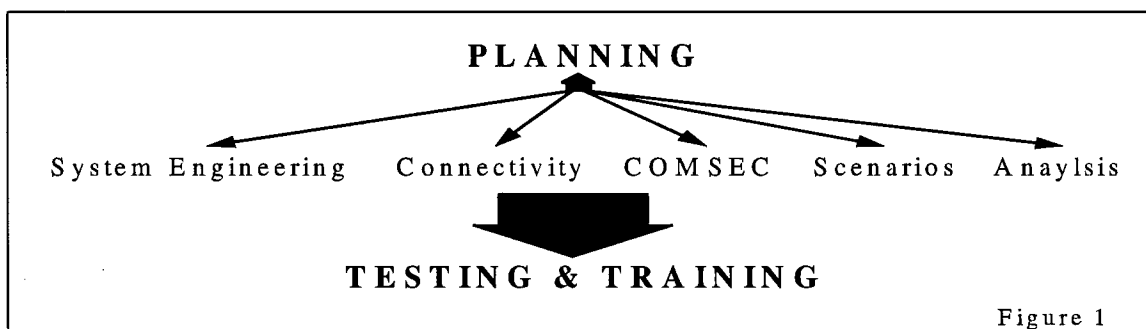 PLANNING
System Engineering Connectivity COMSEC Scenarios Anaylsis
TESTING & TRAINING
Figure 1